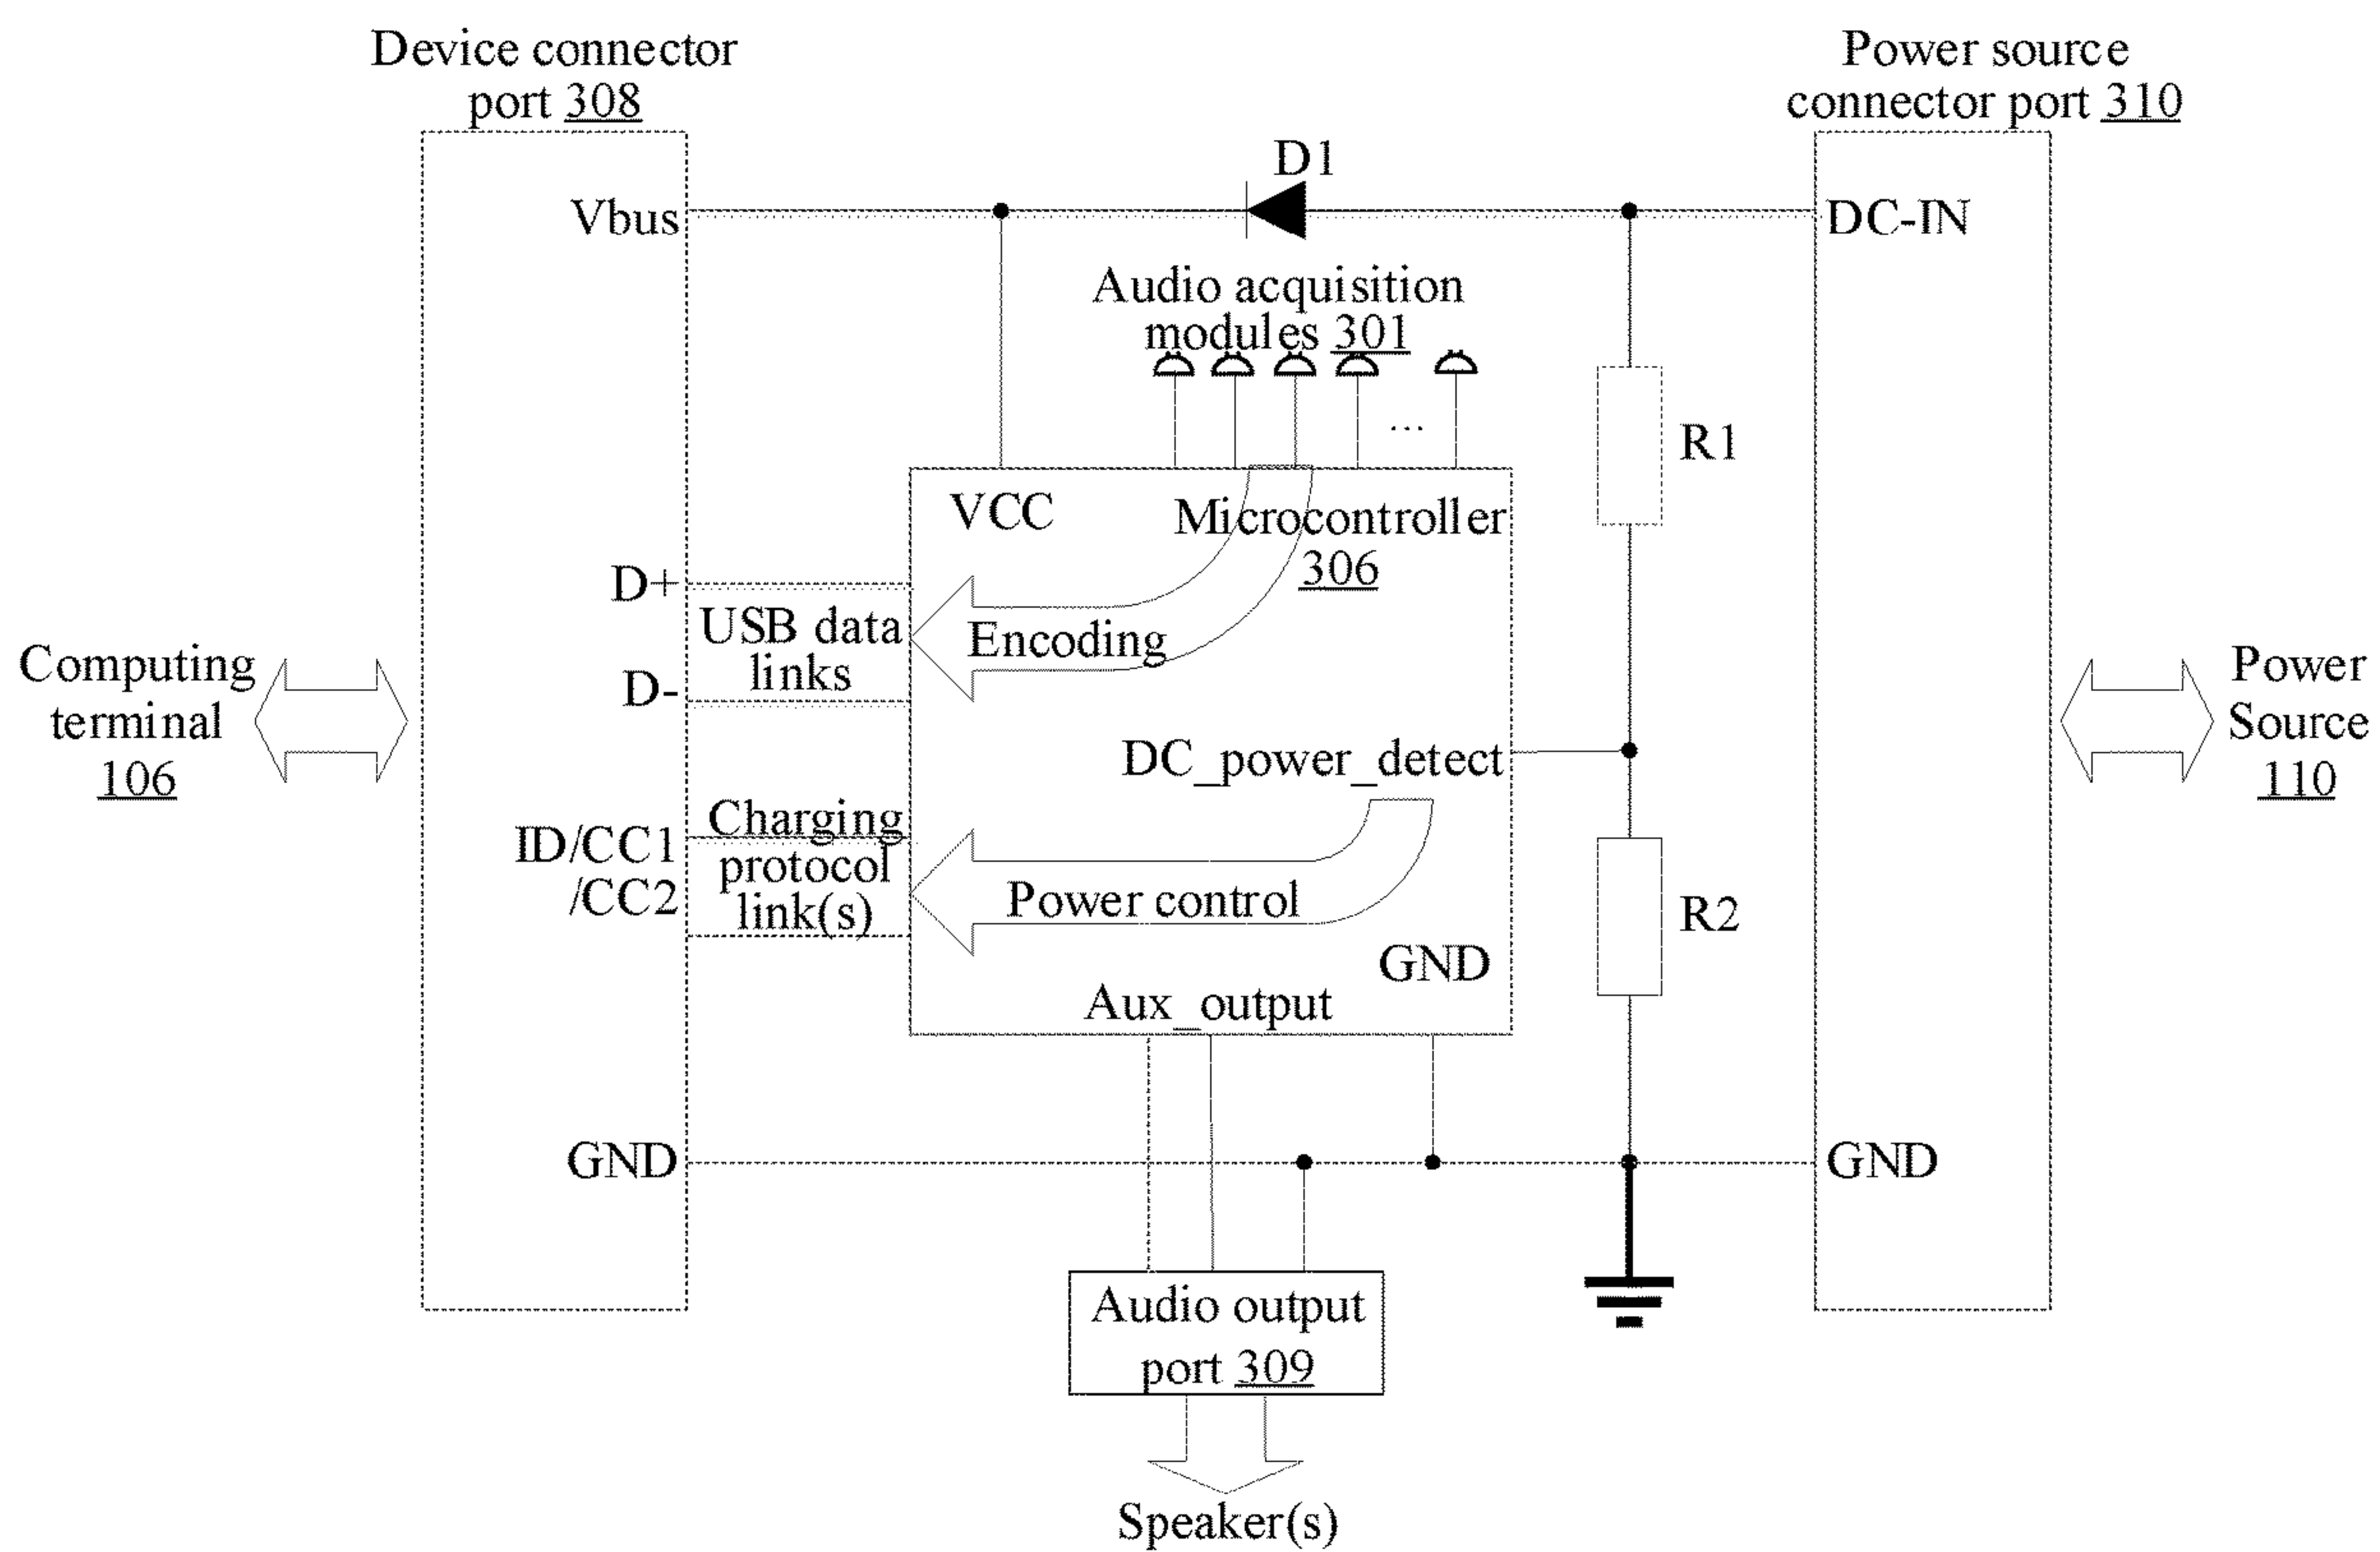 Device connector
port 308
Power source
connector port 310
D1
Vbus
DC-IN
Audio acquisition
modules 301
...
R1
VCC
Microcontroller
306
D+
USB data
links
D-
Encoding
Computing
terminal
106
Power
Source
110
DC_power_detect
ID/CC1
/CC2
Charging
protocol
link(s)
Power control
R2
GND
Aux_output
GND
GND
Audio output
port 309
Speaker(s)